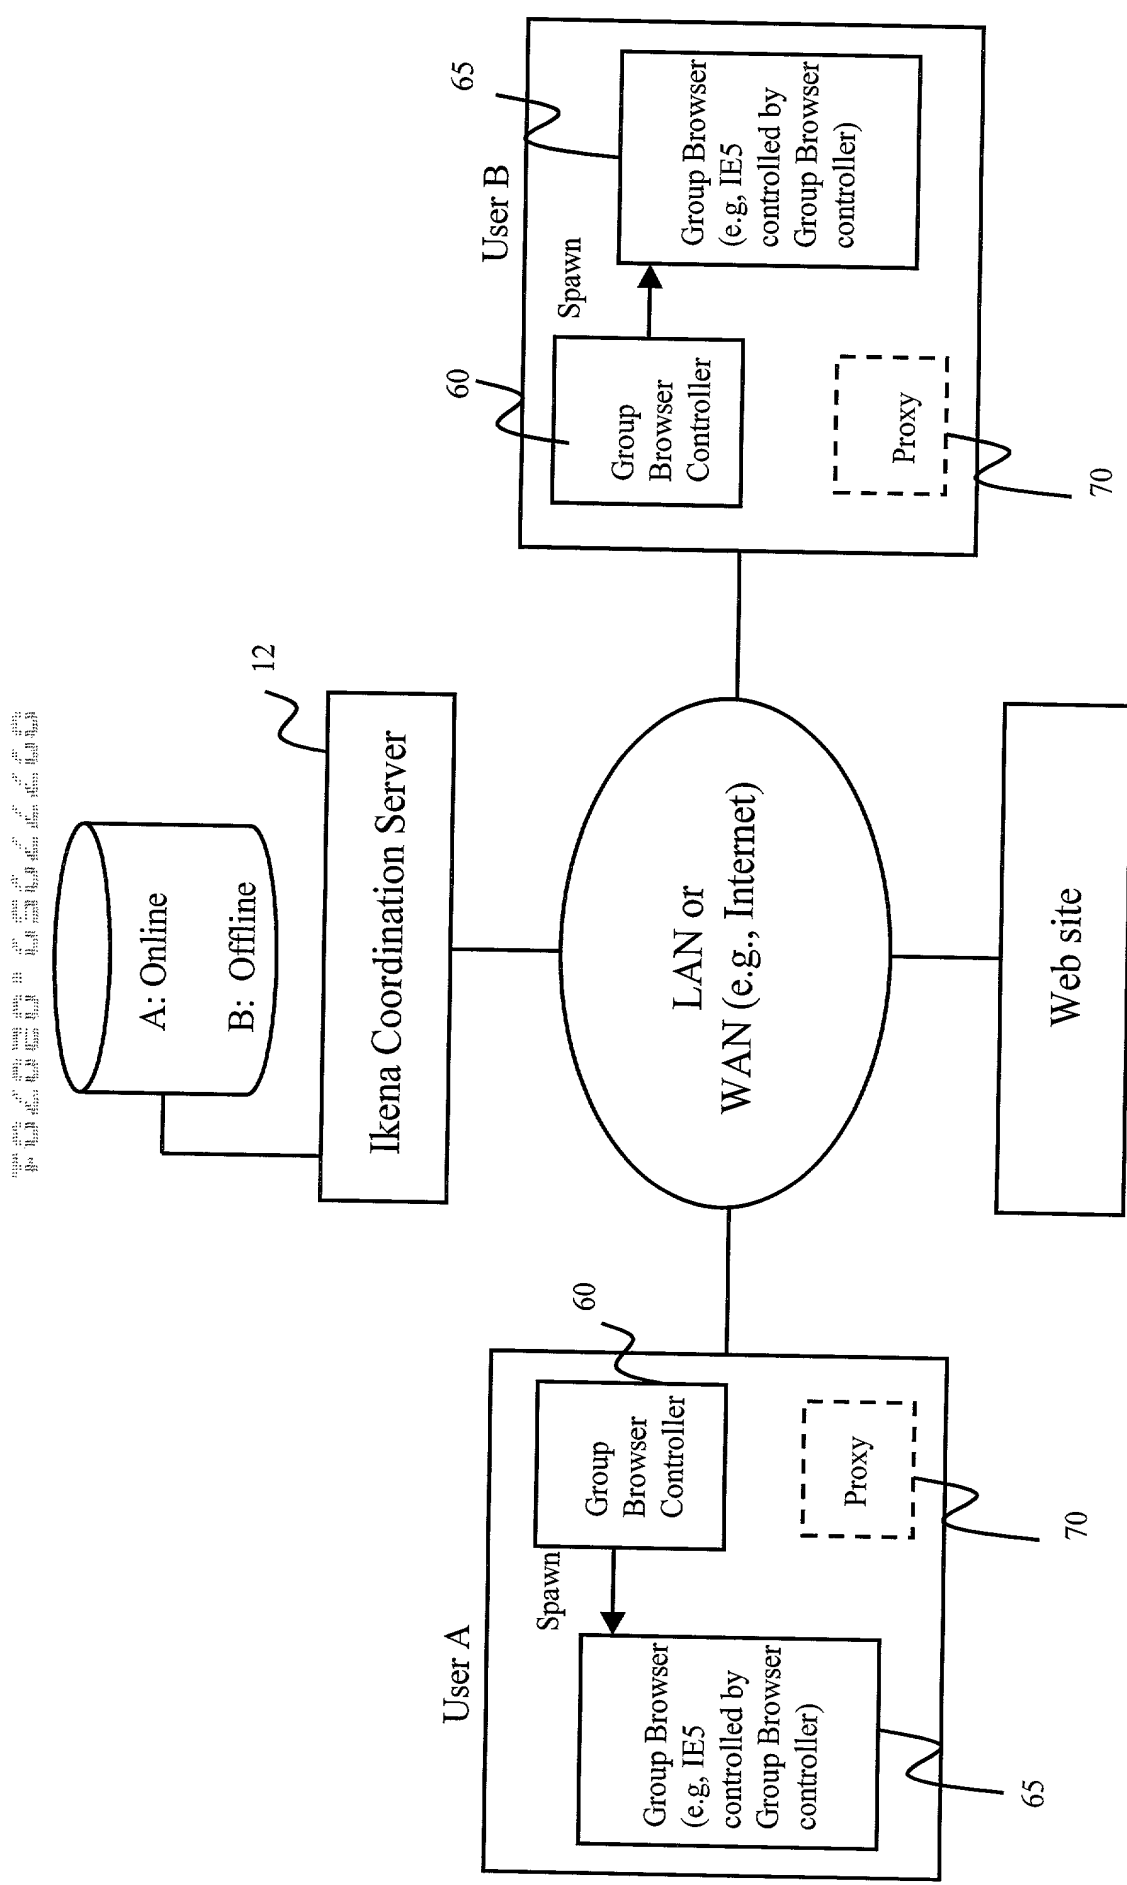 A: Online
B: Offline
12
Ikena Coordination Server
User A
Group Browser
(e.g, IE5
controlled by
Group Browser
controller)
65
Spawn
Group
Browser
Controller
60
Proxy
70
LAN or
WAN (e.g., Internet)
Web site
User B
Group
Browser
Controller
60
Spawn
Group Browser
(e.g, IE5
controlled by
Group Browser
controller)
65
Proxy
70